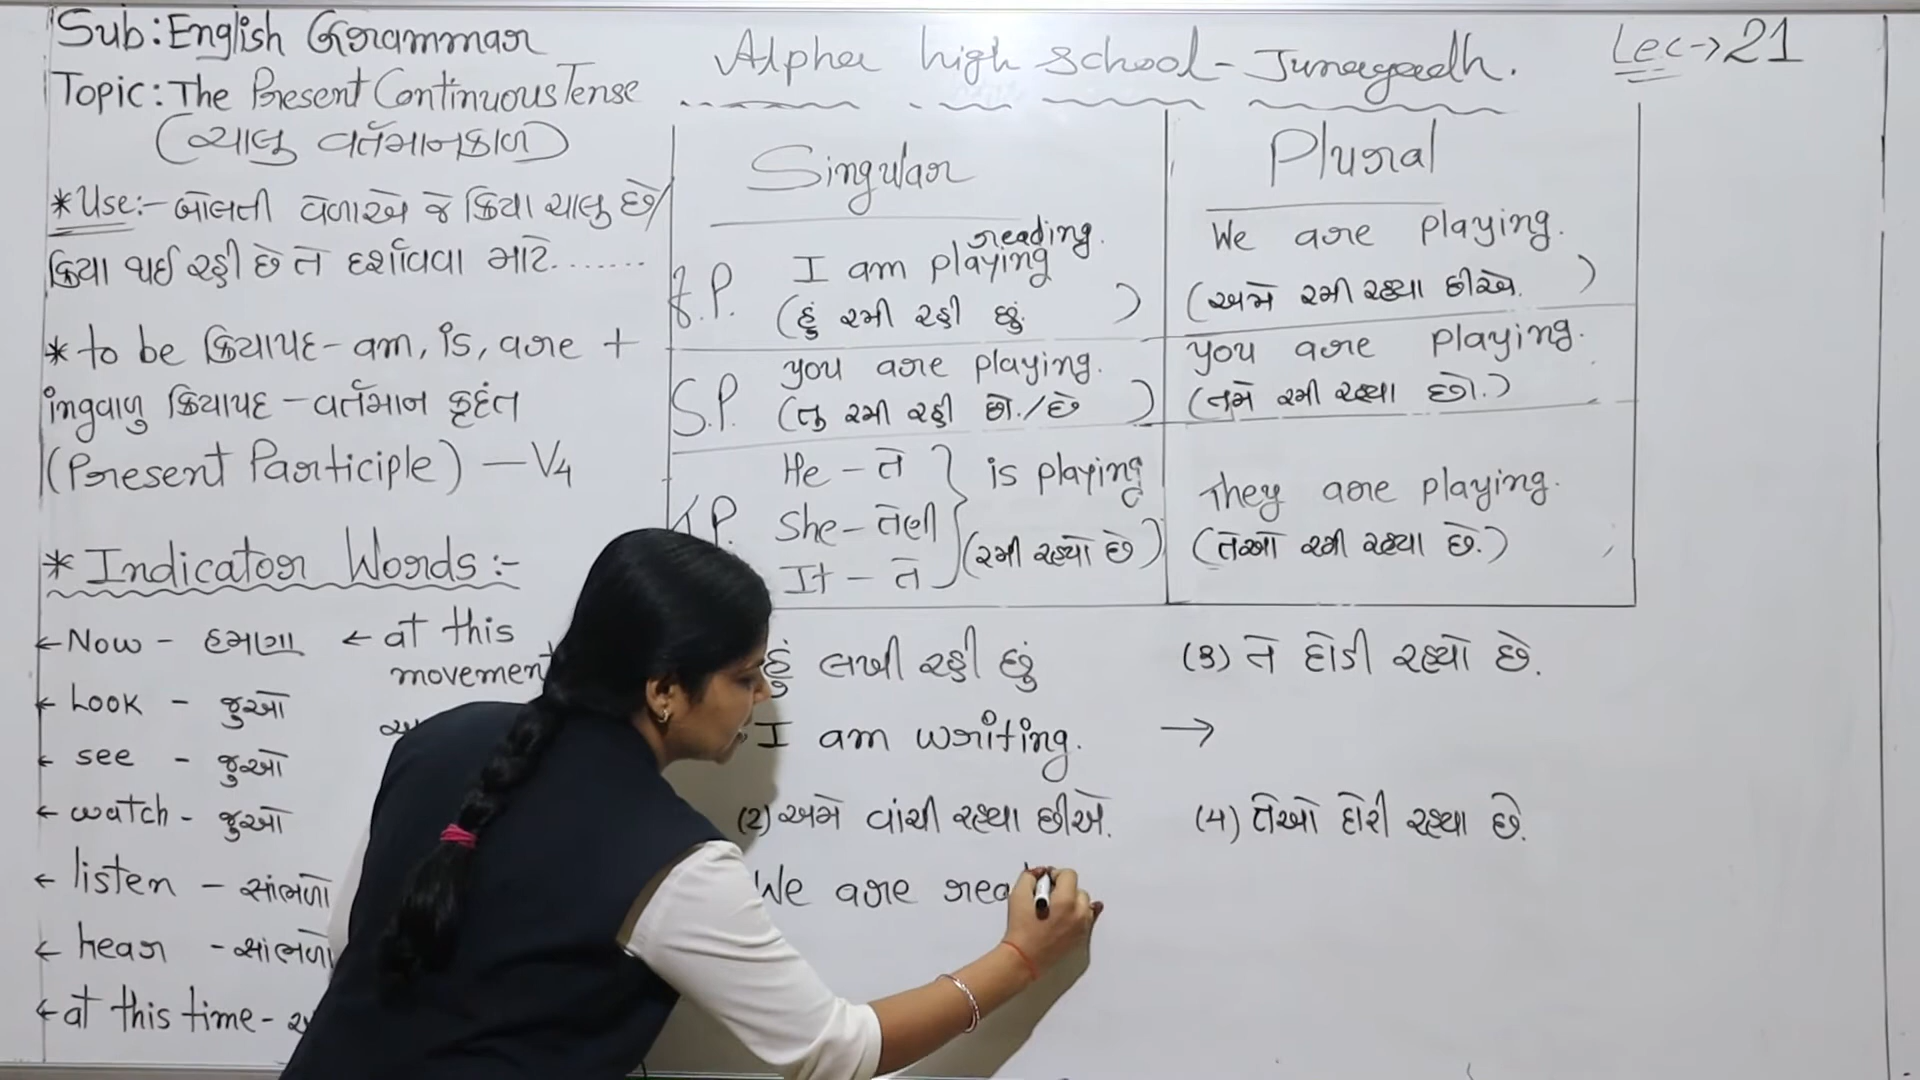 Sub: English Grammar
Topic: The Present Continuous Tense
(ચાલુ વર્તમાનકાળ)
* Use:- બોલતી વેળાએ જે ક્રિયા ચાલુ છે/
ક્રિયા થઈ રહી છે તે દર્શાવવા માટે.......
* to be ક્રિયાપદ - am, is, are +
ingવાળુ ક્રિયાપદ - વર્તમાન કૃદંત
(Present Participle) - V4
* Indicator Words:-
← Now - હમણા
← at this
movement
← Look - જુઓ
← see - જુઓ
← watch - જુઓ
← listen - સાંભળો
← hear - સાંભળો
← at this time -
Alpha high school - Junagadh.
Lec → 21
Singular
Plural
F.P.
reading.
I am playing
(હું રમી રહી છું. )
We are playing.
(અમે રમી રહ્યા છીએ. )
S.P.
you are playing.
(તુ રમી રહી છો./છે )
you are playing.
(તમે રમી રહ્યા છો.)
P.
He - તે
She - તેણી
It - તે
is playing
(રમી રહ્યો છે)
They are playing.
(તેઓ રમી રહ્યા છે.)
હું લખી રહી છું
I am writing.
(2) અમે વાંચી રહ્યા છીએ.
We are rea
(3) તે દોડી રહ્યો છે.
→
(4) તેઓ દોરી રહ્યા છે.